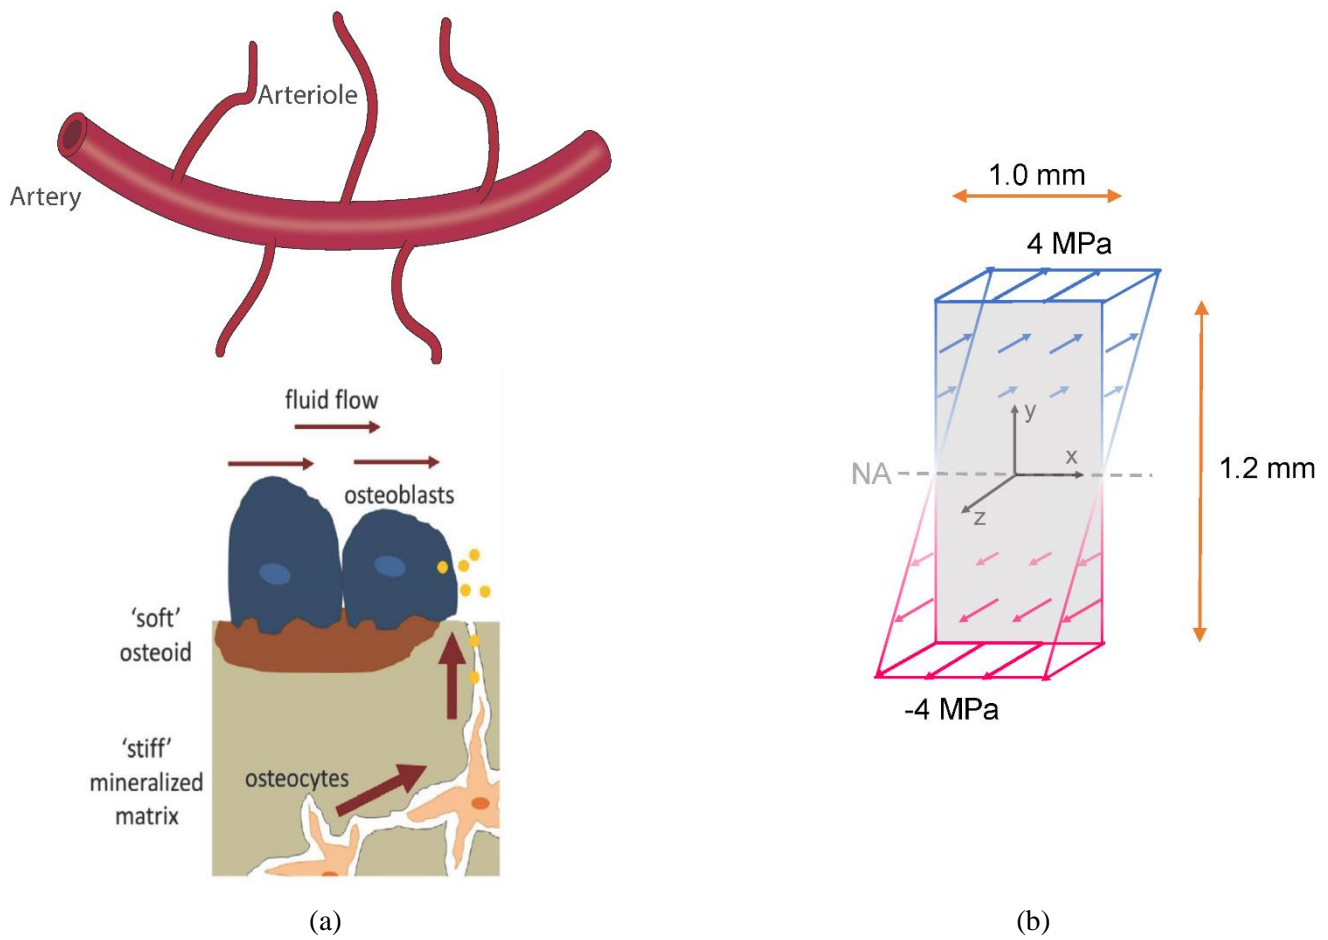 Arteriole
Artery
fluid flow
osteoblasts
‘soft’
osteoid
‘stiff’
mineralized
matrix
osteocytes
(a)
1.0 mm
4 MPa
y
x
NA
z
1.2 mm
-4 MPa
(b)